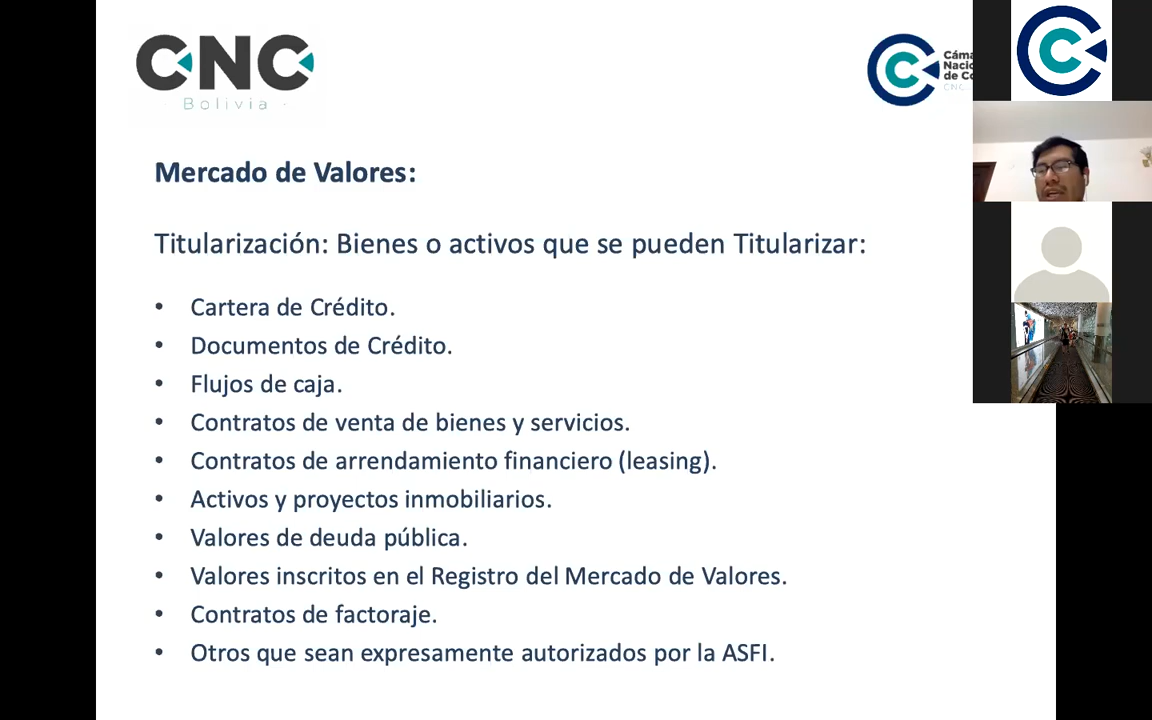 CNC
Bolivia
Mercado de Valores:
Titularización: Bienes o activos que se pueden Titularizar:
• Cartera de Crédito.
• Documentos de Crédito.
• Flujos de caja.
• Contratos de venta de bienes y servicios.
• Contratos de arrendamiento financiero (leasing).
• Activos y proyectos inmobiliarios.
• Valores de deuda pública.
• Valores inscritos en el Registro del Mercado de Valores.
• Contratos de factoraje.
• Otros que sean expresamente autorizados por la ASFI.